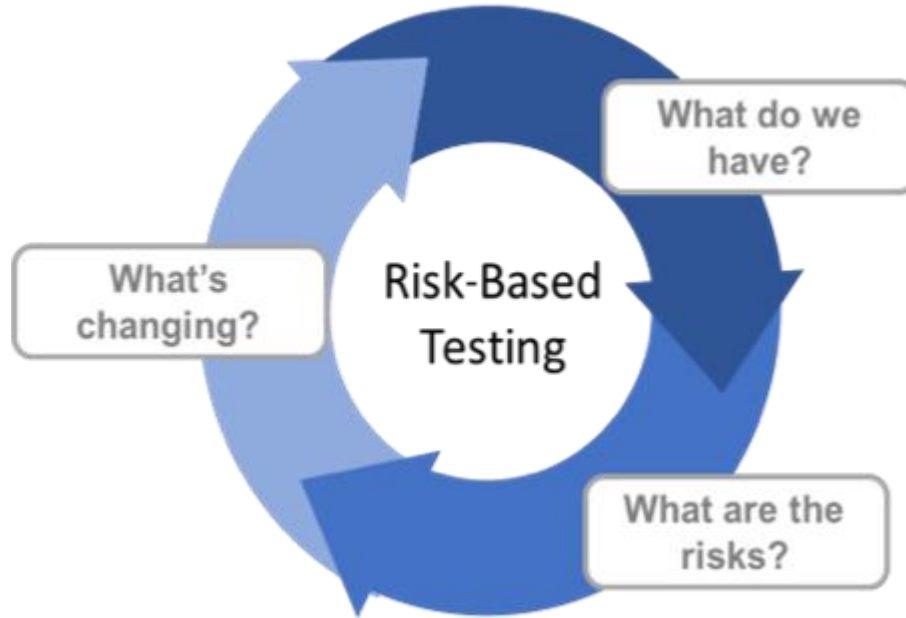 What do we
have?
What's
changing?
Risk-Based
Testing
What are the
risks?